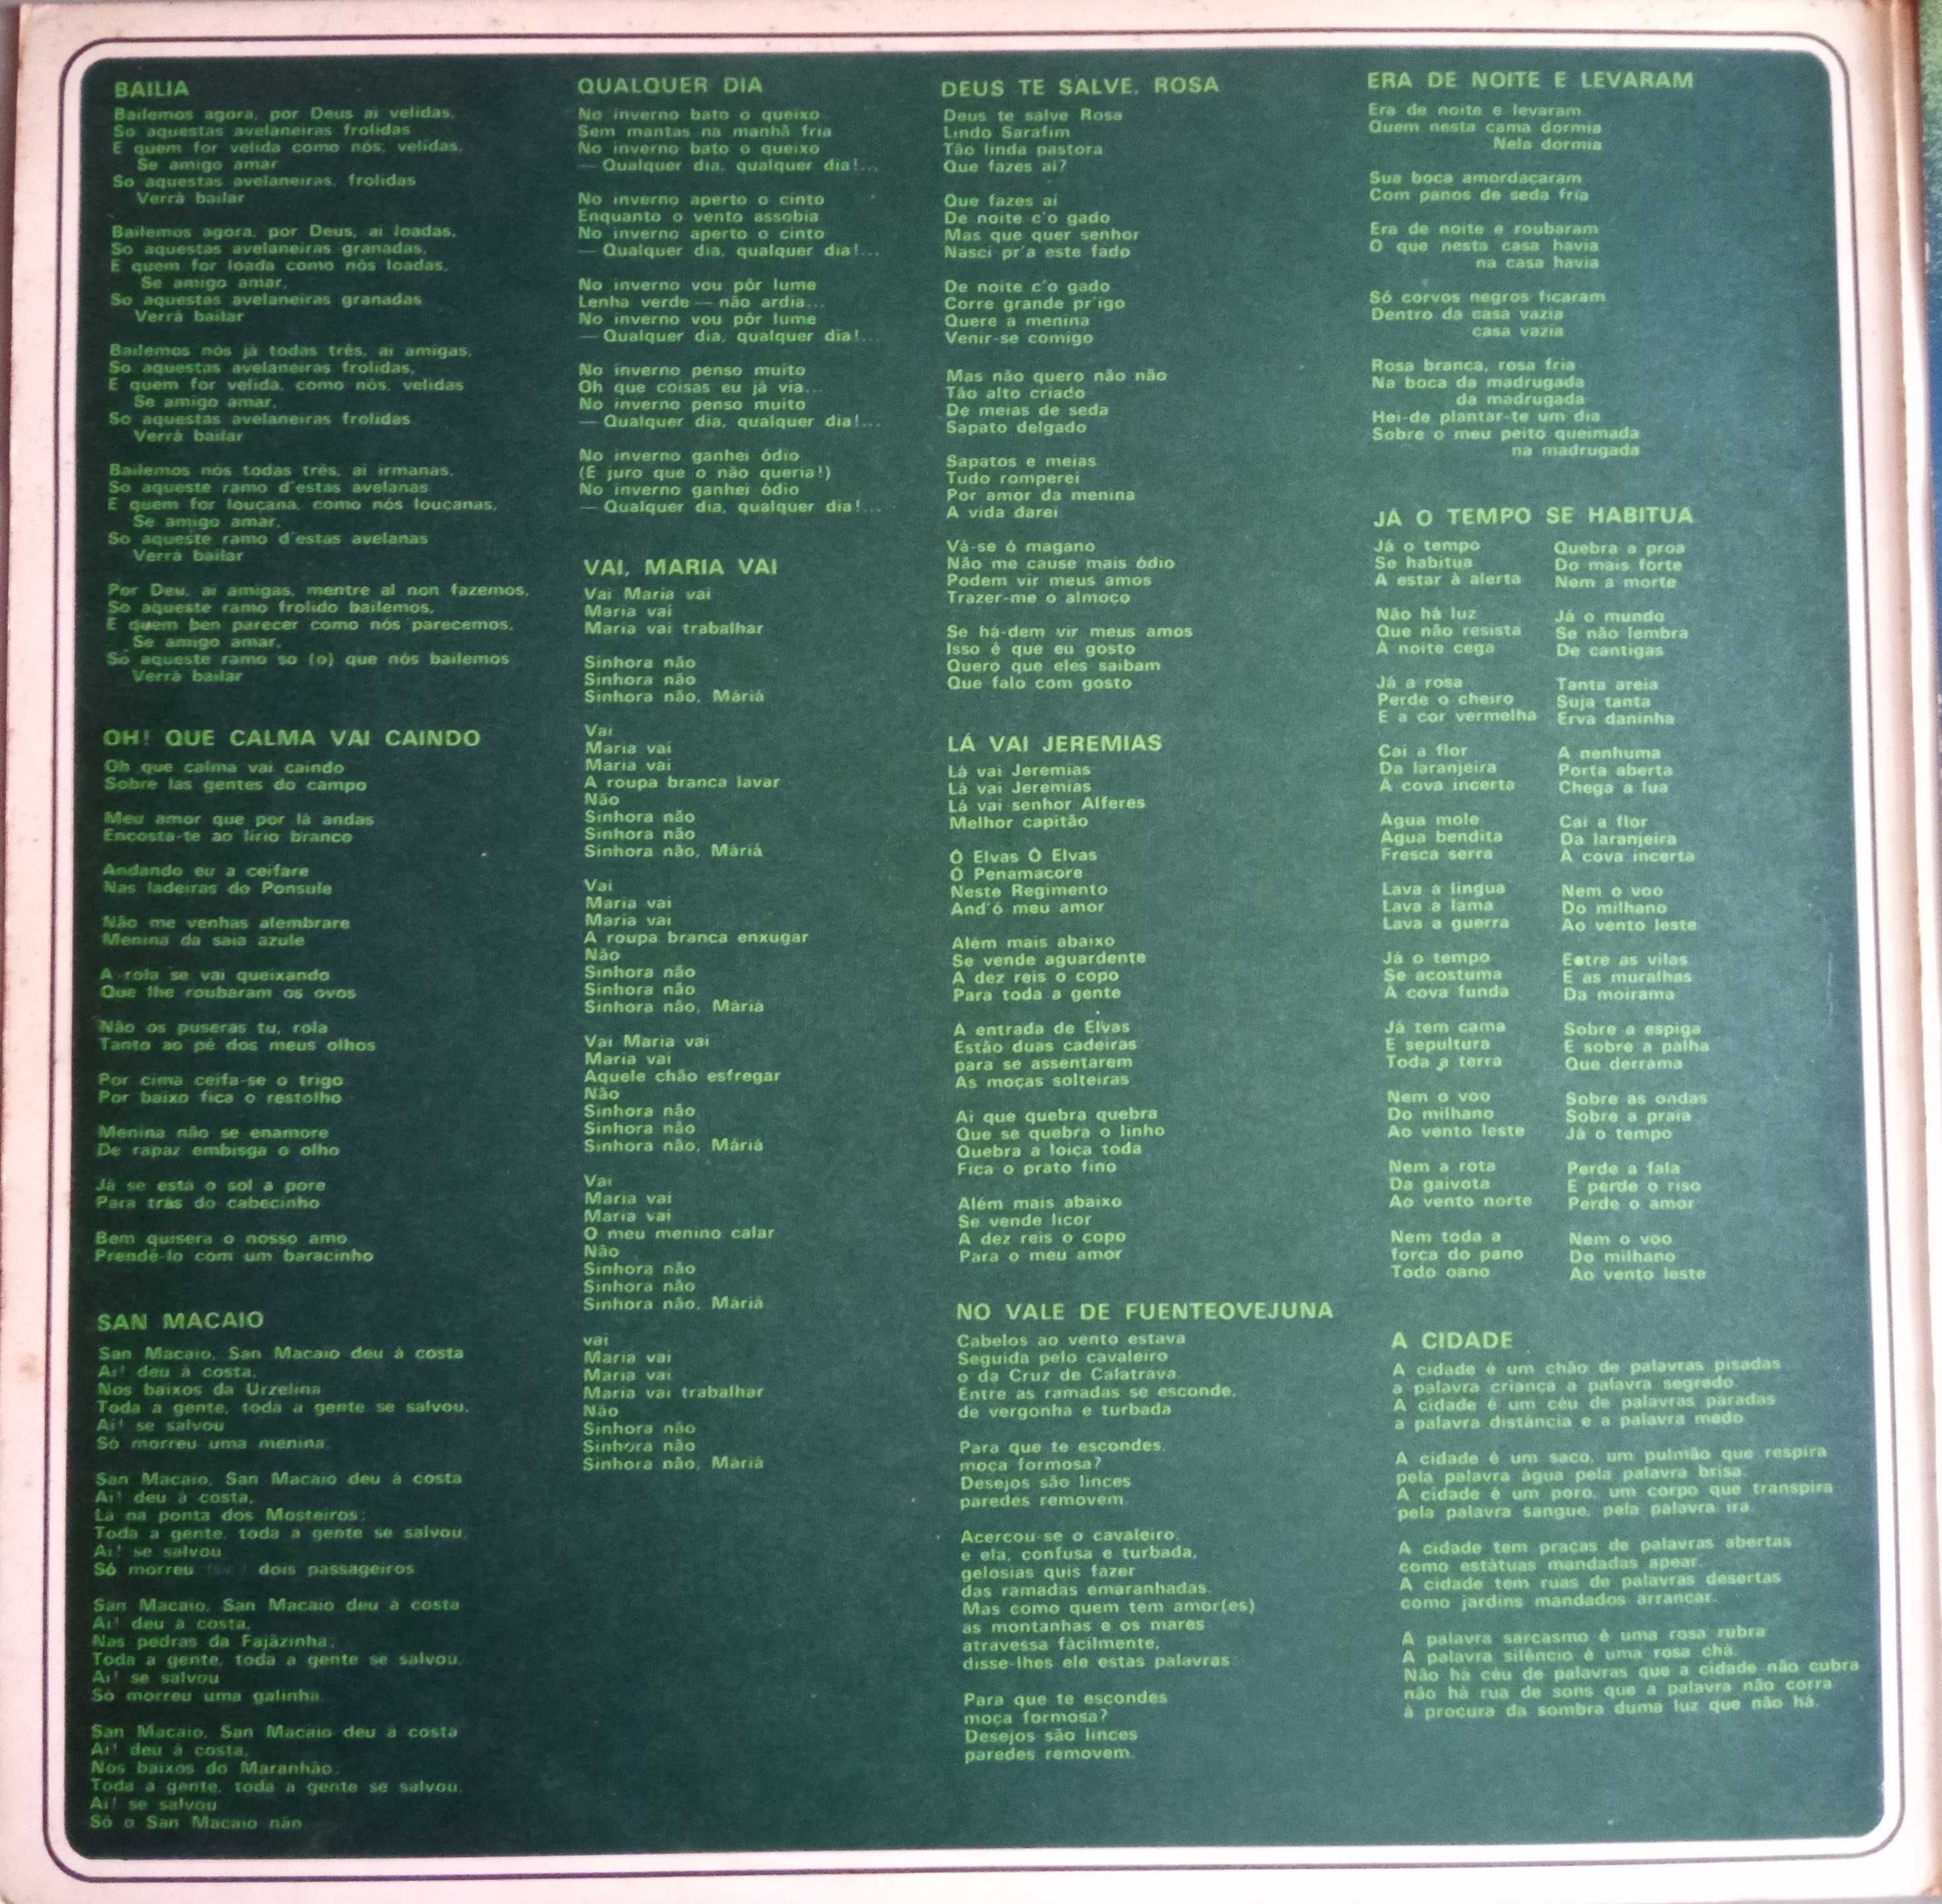 BAILIA
Bailemos agora, por Deus ai velidas,
So aquestas avelaneiras frolidas
E quem for velida como nós, velidas,
Se amigo amar
So aquestas avelaneiras, frolidas
Verrá bailar
Bailemos agora, por Deus, ai loadas,
So aquestas avelaneiras granadas,
E quem for loada como nós loadas,
Se amigo amar,
So aquestas avelaneiras granadas
Verrá bailar
Bailemos nós já todas três, ai amigas,
So aquestas avelaneiras frolidas,
E quem for velida, como nós, velidas
Se amigo amar,
So aquestas avelaneiras frolidas
Verrá bailar
Bailemos nós todas três, ai irmanas,
So aqueste ramo d'estas avelanas
E quem for louçana, como nós louçanas,
Se amigo amar,
So aqueste ramo d'estas avelanas
Verrá bailar
Por Deu, ai amigas, mentre al non fazemos,
So aqueste ramo frolido bailemos,
E quem ben parecer como nós parecemos,
Se amigo amar,
Só aqueste ramo so (o) que nós bailemos
Verrá bailar
OH! QUE CALMA VAI CAINDO
Oh que calma vai caindo
Sobre las gentes do campo
Meu amor que por lá andas
Encosta-te ao lírio branco
Andando eu a ceifare
Nas ladeiras do Ponsule
Não me venhas alembrare
Menina da saia azule
A rola se vai queixando
Que lhe roubaram os ovos
Não os puseras tu, rola
Tanto ao pé dos meus olhos
Por cima ceifa-se o trigo
Por baixo fica o restolho
Menina não se enamore
De rapaz embisga o olho
Já se está o sol a pore
Para trás do cabecinho
Bem quisera o nosso amo
Prendê-lo com um baracinho
SAN MACAIO
San Macaio, San Macaio deu à costa
Ai! deu à costa,
Nos baixos da Urzelina
Toda a gente, toda a gente se salvou,
Ai! se salvou
Só morreu uma menina.
San Macaio, San Macaio deu à costa
Ai! deu à costa,
Lá na ponta dos Mosteiros;
Toda a gente, toda a gente se salvou,
Ai! se salvou
Só morreu dois passageiros
San Macaio, San Macaio deu à costa
Ai! deu à costa,
Nas pedras da Fajãzinha;
Toda a gente, toda a gente se salvou,
Ai! se salvou
Só morreu uma galinha.
San Macaio, San Macaio deu à costa
Ai! deu à costa,
Nos baixos do Maranhão;
Toda a gente, toda a gente se salvou,
Ai! se salvou
Só o San Macaio não
QUALQUER DIA
No inverno bato o queixo
Sem mantas na manhã fria
No inverno bato o queixo
— Qualquer dia, qualquer dia!...
No inverno aperto o cinto
Enquanto o vento assobia
No inverno aperto o cinto
— Qualquer dia, qualquer dia!...
No inverno vou pôr lume
Lenha verde — não ardia...
No inverno vou pôr lume
— Qualquer dia, qualquer dia!...
No inverno penso muito
Oh que coisas eu já via...
No inverno penso muito
— Qualquer dia, qualquer dia!...
No inverno ganhei ódio
(E juro que o não queria!)
No inverno ganhei ódio
— Qualquer dia, qualquer dia!...
VAI, MARIA VAI
Vai Maria vai
Maria vai
Maria vai trabalhar
Sinhora não
Sinhora não
Sinhora não, Máriá
Vai
Maria vai
Maria vai
A roupa branca lavar
Não
Sinhora não
Sinhora não
Sinhora não, Máriá
Vai
Maria vai
Maria vai
A roupa branca enxugar
Não
Sinhora não
Sinhora não
Sinhora não, Máriá
Vai Maria vai
Maria vai
Aquele chão esfregar
Não
Sinhora não
Sinhora não
Sinhora não, Máriá
Vai
Maria vai
Maria vai
O meu menino calar
Não
Sinhora não
Sinhora não
Sinhora não, Máriá
vai
Maria vai
Maria vai
Maria vai trabalhar
Não
Sinhora não
Sinhora não
Sinhora não, Máriá
DEUS TE SALVE, ROSA
Deus te salve Rosa
Lindo Sarafim
Tão linda pastora
Que fazes aí?
Que fazes aí
De noite c'o gado
Mas que quer senhor
Nasci pr'a este fado
De noite c'o gado
Corre grande pr'igo
Quere a menina
Venir-se comigo
Mas não quero não não
Tão alto criado
De meias de seda
Sapato delgado
Sapatos e meias
Tudo romperei
Por amor da menina
A vida darei
Vá-se ó magano
Não me cause mais ódio
Podem vir meus amos
Trazer-me o almoço
Se há-dem vir meus amos
Isso é que eu gosto
Quero que eles saibam
Que falo com gosto
LÁ VAI JEREMIAS
Lá vai Jeremias
Lá vai Jeremias
Lá vai senhor Alferes
Melhor capitão
Ó Elvas Ó Elvas
Ó Penamacore
Neste Regimento
And'ó meu amor
Além mais abaixo
Se vende aguardente
A dez reis o copo
Para toda a gente
A entrada de Elvas
Estão duas cadeiras
para se assentarem
As moças solteiras
Ai que quebra quebra
Que se quebra o linho
Quebra a loiça toda
Fica o prato fino
Além mais abaixo
Se vende licor
A dez reis o copo
Para o meu amor
NO VALE DE FUENTEOVEJUNA
Cabelos ao vento estava
Seguida pelo cavaleiro
o da Cruz de Calatrava.
Entre as ramadas se esconde,
de vergonha e turbada
Para que te escondes,
moça formosa?
Desejos são linces
paredes removem.
Acercou-se o cavaleiro,
e ela, confusa e turbada,
gelosias quis fazer
das ramadas emaranhadas.
Mas como quem tem amor(es)
as montanhas e os mares
atravessa fàcilmente,
disse-lhes ele estas palavras:
Para que te escondes
moça formosa?
Desejos são linces
paredes removem.
ERA DE NOITE E LEVARAM
Era de noite e levaram
Quem nesta cama dormia
Nela dormia
Sua boca amordaçaram
Com panos de seda fria
Era de noite e roubaram
O que nesta casa havia
na casa havia
Só corvos negros ficaram
Dentro da casa vazia
casa vazia
Rosa branca, rosa fria
Na boca da madrugada
da madrugada
Hei-de plantar-te um dia
Sobre o meu peito queimada
na madrugada
JÁ O TEMPO SE HABITUA
Já o tempo
Se habitua
A estar à alerta
Não há luz
Que não resista
À noite cega
Já a rosa
Perde o cheiro
E a cor vermelha
Cai a flor
Da laranjeira
À cova incerta
Água mole
Água bendita
Fresca serra
Lava a língua
Lava a lama
Lava a guerra
Já o tempo
Se acostuma
À cova funda
Já tem cama
E sepultura
Toda a terra
Nem o voo
Do milhano
Ao vento leste
Nem a rota
Da gaivota
Ao vento norte
Nem toda a
força do pano
Todo oano
Quebra a proa
Do mais forte
Nem a morte
Já o mundo
Se não lembra
De cantigas
Tanta areia
Suja tanta
Erva daninha
A nenhuma
Porta aberta
Chega a lua
Cai a flor
Da laranjeira
À cova incerta
Nem o voo
Do milhano
Ao vento leste
Entre as vilas
E as muralhas
Da moirama
Sobre a espiga
E sobre a palha
Que derrama
Sobre as ondas
Sobre a praia
Já o tempo
Perde a fala
E perde o riso
Perde o amor
Nem o voo
Do milhano
Ao vento leste
A CIDADE
A cidade é um chão de palavras pisadas
a palavra criança a palavra segredo.
A cidade é um céu de palavras paradas
a palavra distância e a palavra medo.
A cidade é um saco, um pulmão que respira
pela palavra água pela palavra brisa.
A cidade é um poro, um corpo que transpira
pela palavra sangue, pela palavra ira.
A cidade tem praças de palavras abertas
como estátuas mandadas apear.
A cidade tem ruas de palavras desertas
como jardins mandados arrancar.
A palavra sarcasmo é uma rosa rubra
A palavra silêncio é uma rosa chá.
Não há céu de palavras que a cidade não cubra
não há rua de sons que a palavra não corra
à procura da sombra duma luz que não há.